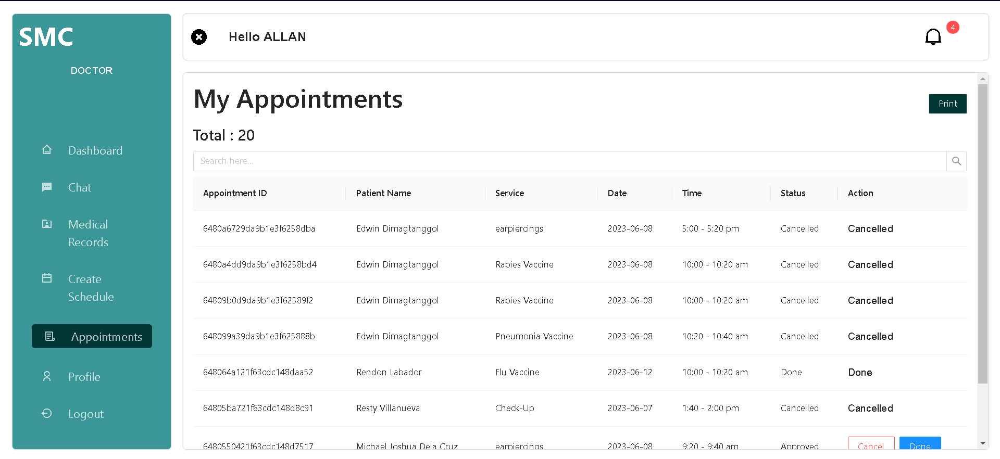 SMC
DOCTOR
Dashboard
Chat
Medical
Records
Create
Schedule
Appointments
Profile
Logout
Hello ALLAN
4
My Appointments
Print
Total : 20
Search here...
Appointment ID Patient Name Service Date Time Status Action
6480a6729da9b1e3f6258dba Edwin Dimagtanggol earpiercings 2023-06-08 5:00 - 5:20 pm Cancelled Cancelled
6480a4dd9da9b1e3f6258bd4 Edwin Dimagtanggol Rabies Vaccine 2023-06-08 10:00 - 10:20 am Cancelled Cancelled
64809b0d9da9b1e3f62589f2 Edwin Dimagtanggol Rabies Vaccine 2023-06-08 10:00 - 10:20 am Cancelled Cancelled
648099a39da9b1e3f625888b Edwin Dimagtanggol Pneumonia Vaccine 2023-06-08 10:20 - 10:40 am Cancelled Cancelled
648064a121f63cdc148daa52 Rendon Labador Flu Vaccine 2023-06-12 10:00 - 10:20 am Done Done
64805ba721f63cdc148d8c91 Resty Villanueva Check-Up 2023-06-07 1:40 - 2:00 pm Cancelled Cancelled
6480550421f63cdc148d7517 Michael Joshua Dela Cruz earpiercings 2023-06-08 9:20 - 9:40 am Approved Cancel Done